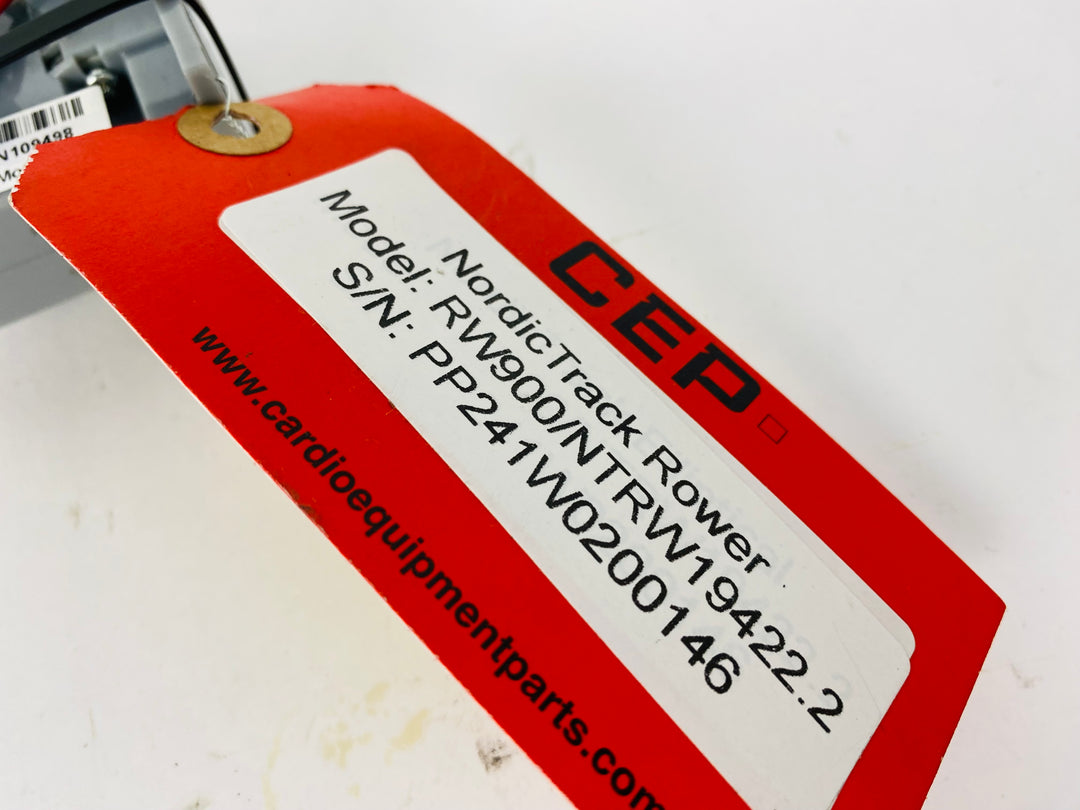 N109498
CEP
NordicTrack Rower
Model: RW900/NTRW19422.2
S/N: PP241W0200146
www.cardioequipmentparts.com